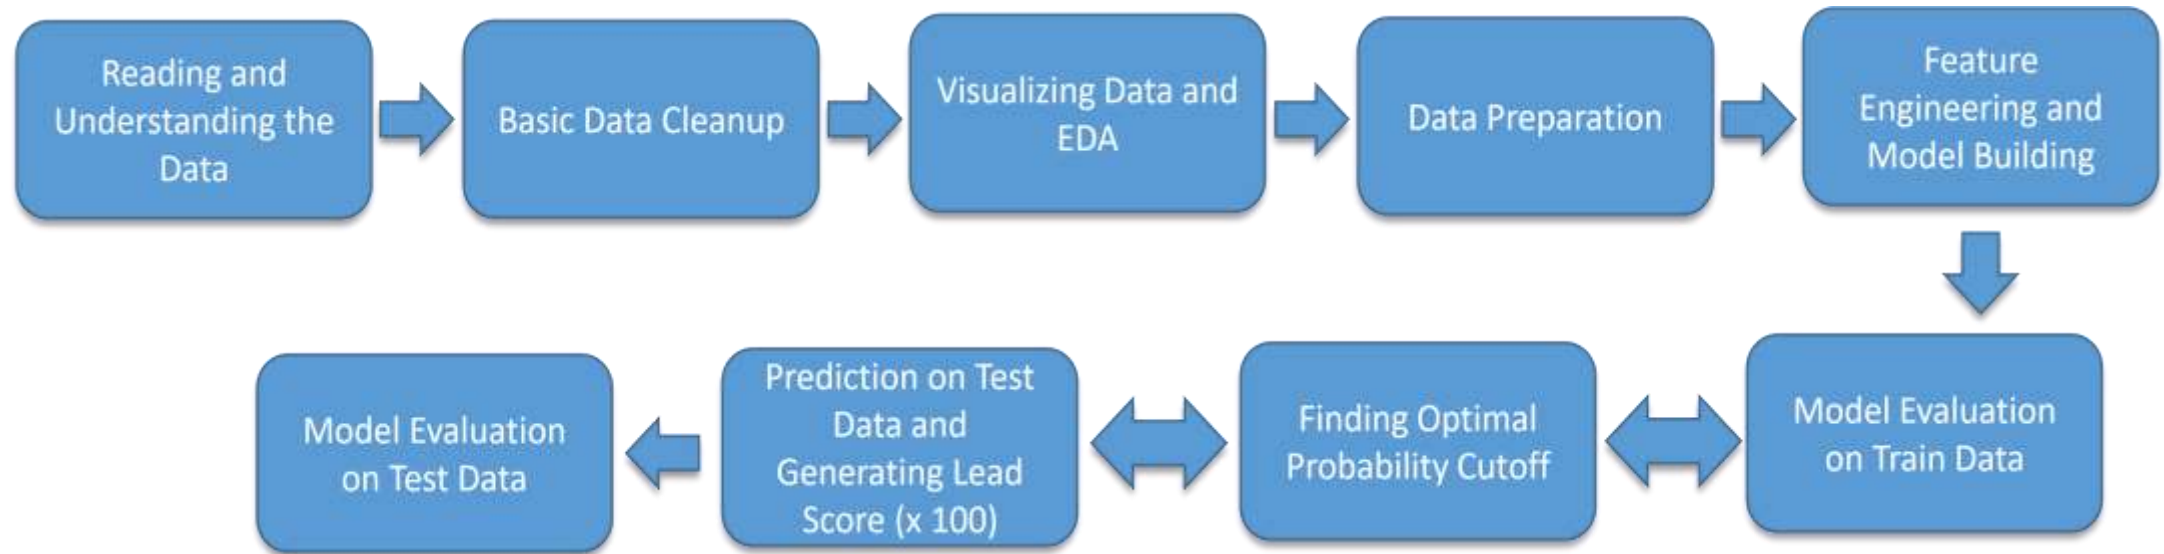 Reading and
Understanding the
Data
Basic Data Cleanup
Visualizing Data and
EDA
Data Preparation
Feature
Engineering and
Model Building
Model Evaluation
on Train Data
Finding Optimal
Probability Cutoff
Prediction on Test
Data and
Generating Lead
Score (x 100)
Model Evaluation
on Test Data